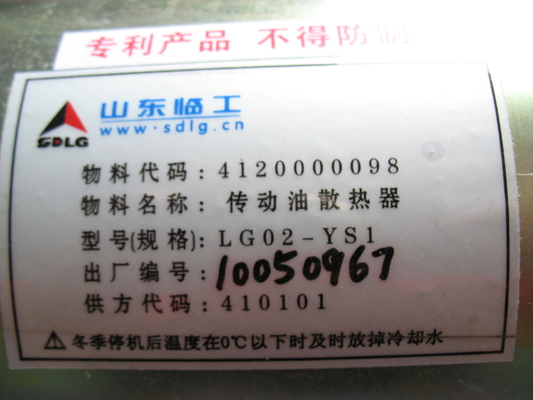 专利产品 不得防制
SDLG
山东临工
www.sdlg.cn
物料代码:4120000098
物料名称:传动油散热器
型号(规格):LG02-YS1
出厂编号:10050967
供方代码:410101
冬季停机后温度在0℃以下时及时放掉冷却水